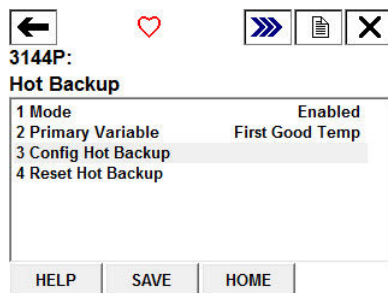 3144P:
Hot Backup
1 Mode Enabled
2 Primary Variable First Good Temp
3 Config Hot Backup
4 Reset Hot Backup
HELP SAVE HOME